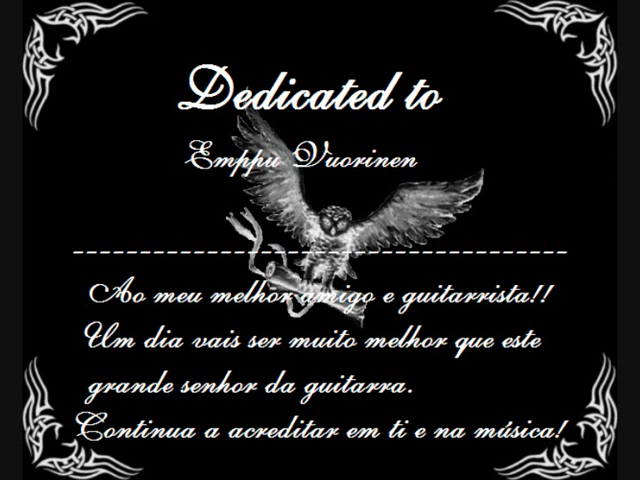 Dedicated to
Emppu Vuorinen
Ao meu melhor amigo e guitarrista!!
Um dia vais ser muito melhor que este
grande senhor da guitarra.
Continua a acreditar em ti e na música!